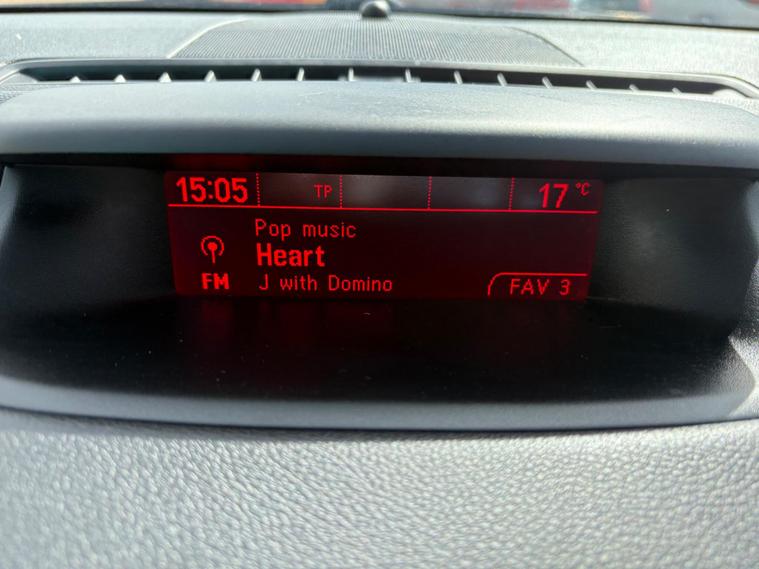 15:05 TP 17 °C
Pop music
Heart
FM J with Domino FAV 3